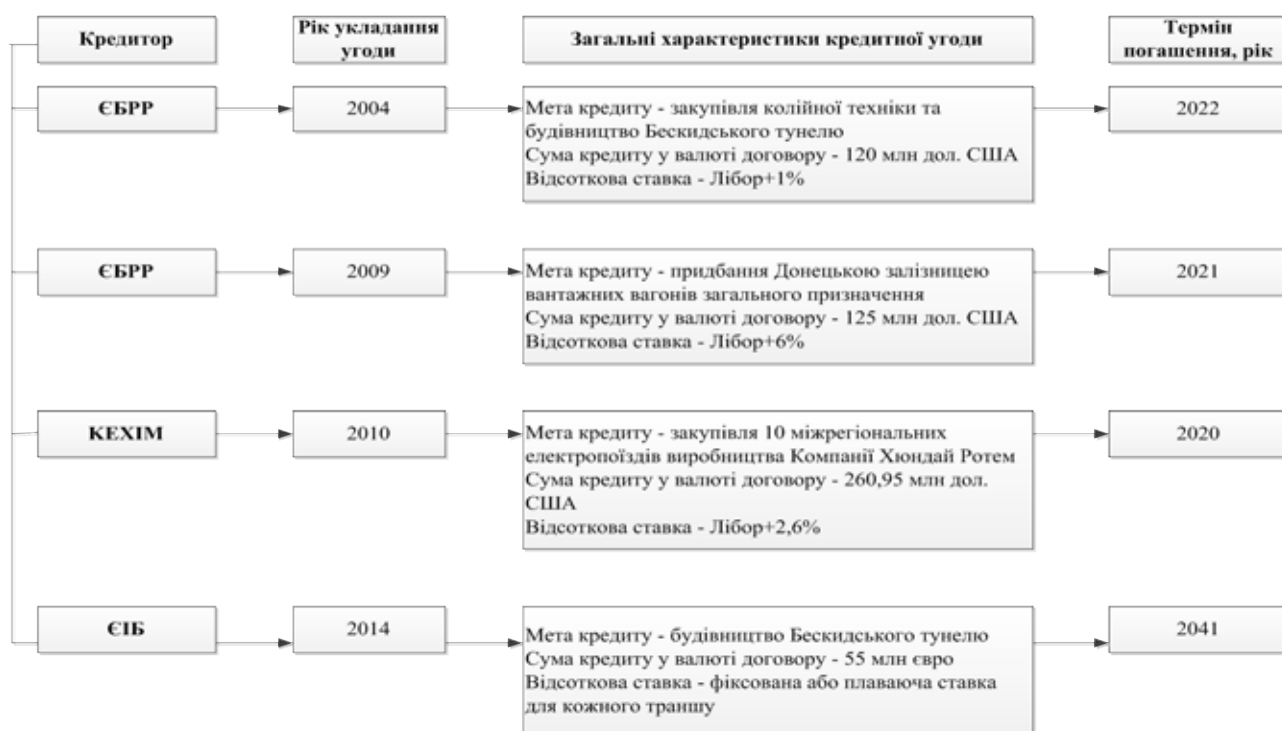 Кредитор
Рік укладання
угоди
Загальні характеристики кредитної угоди
Термін
погашення, рік
ЄБРР
2004
Мета кредиту - закупівля колійної техніки та
будівництво Бескидського тунелю
Сума кредиту у валюті договору - 120 млн дол. США
Відсоткова ставка - Лібор+1%
2022
ЄБРР
2009
Мета кредиту - придбання Донецькою залізницею
вантажних вагонів загального призначення
Сума кредиту у валюті договору - 125 млн дол. США
Відсоткова ставка - Лібор+6%
2021
КЕХІМ
2010
Мета кредиту - закупівля 10 міжрегіональних
електропоїздів виробництва Компанії Хюндай Ротем
Сума кредиту у валюті договору - 260,95 млн дол.
США
Відсоткова ставка - Лібор+2,6%
2020
ЄІБ
2014
Мета кредиту - будівництво Бескидського тунелю
Сума кредиту у валюті договору - 55 млн євро
Відсоткова ставка - фіксована або плаваюча ставка
для кожного траншу
2041